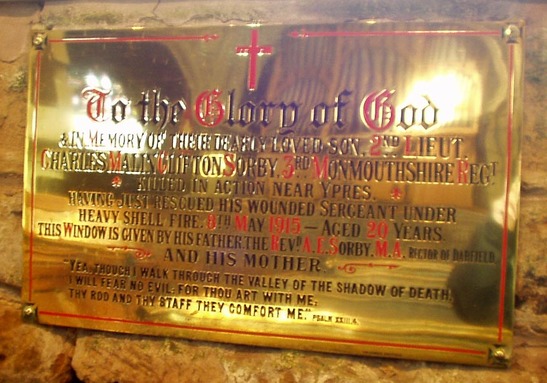 To the Glory of God
& IN MEMORY OF THEIR DEARLY LOVED SON, 2ND LIEUT
CHARLES MALIN CLIFTON SORBY, 3RD MONMOUTHSHIRE REGT
KILLED IN ACTION NEAR YPRES.
HAVING JUST RESCUED HIS WOUNDED SERGEANT UNDER
HEAVY SHELL FIRE. 8TH MAY 1915 – AGED 20 YEARS
THIS WINDOW IS GIVEN BY HIS FATHER THE REVD. A.E. SORBY, M.A. RECTOR OF DARFIELD,
AND HIS MOTHER
"YEA, THOUGH I WALK THROUGH THE VALLEY OF THE SHADOW OF DEATH,
I WILL FEAR NO EVIL: FOR THOU ART WITH ME;
THY ROD AND THY STAFF THEY COMFORT ME." PSALM XXIII.4.